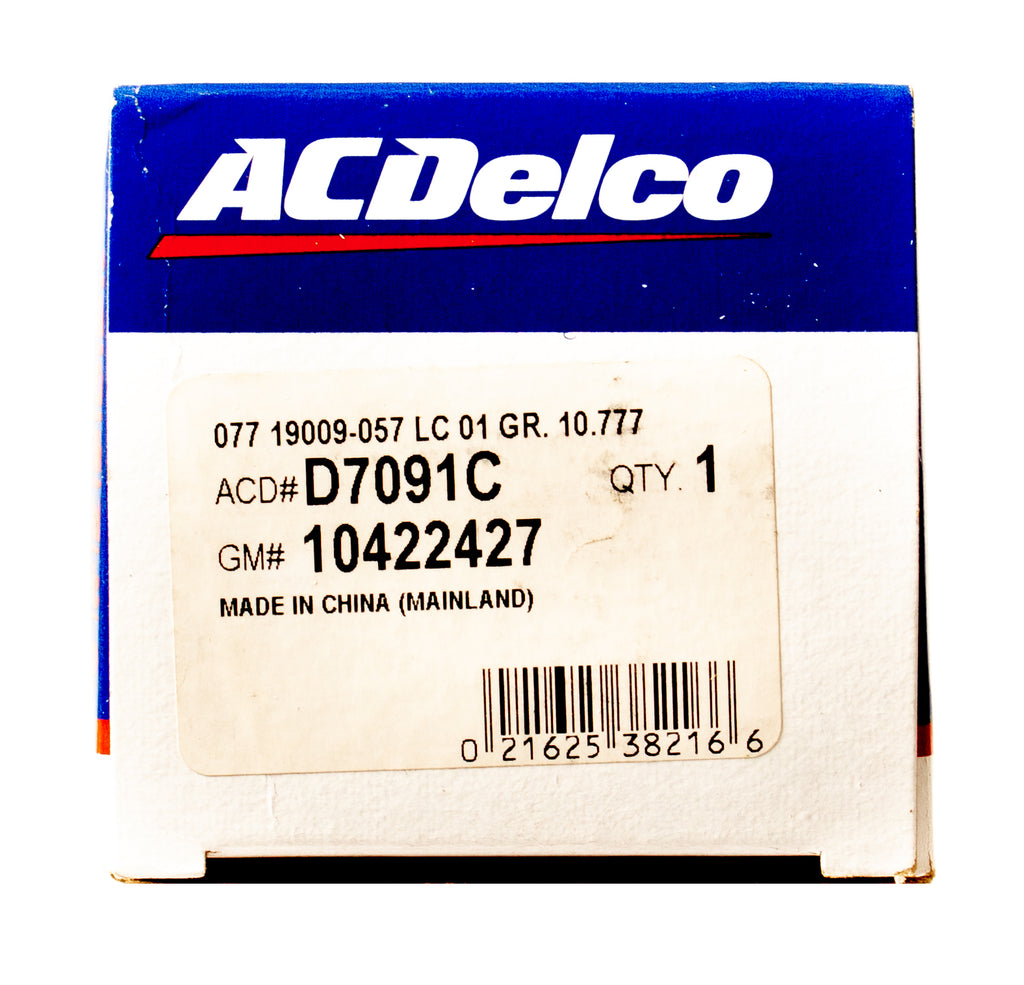 ACDelco
077 19009-057 LC 01 GR. 10.777
ACD# D7091C QTY. 1
GM# 10422427
MADE IN CHINA (MAINLAND)
0 21625 38216 6